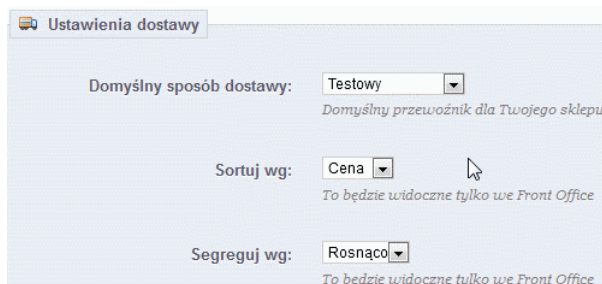 Ustawienia dostawy
Domyślny sposób dostawy: Testowy
Domyślny przewoźnik dla Twojego sklepu
Sortuj wg: Cena
To będzie widoczne tylko we Front Office
Segreguj wg: Rosnąco
To będzie widoczne tylko we Front Office